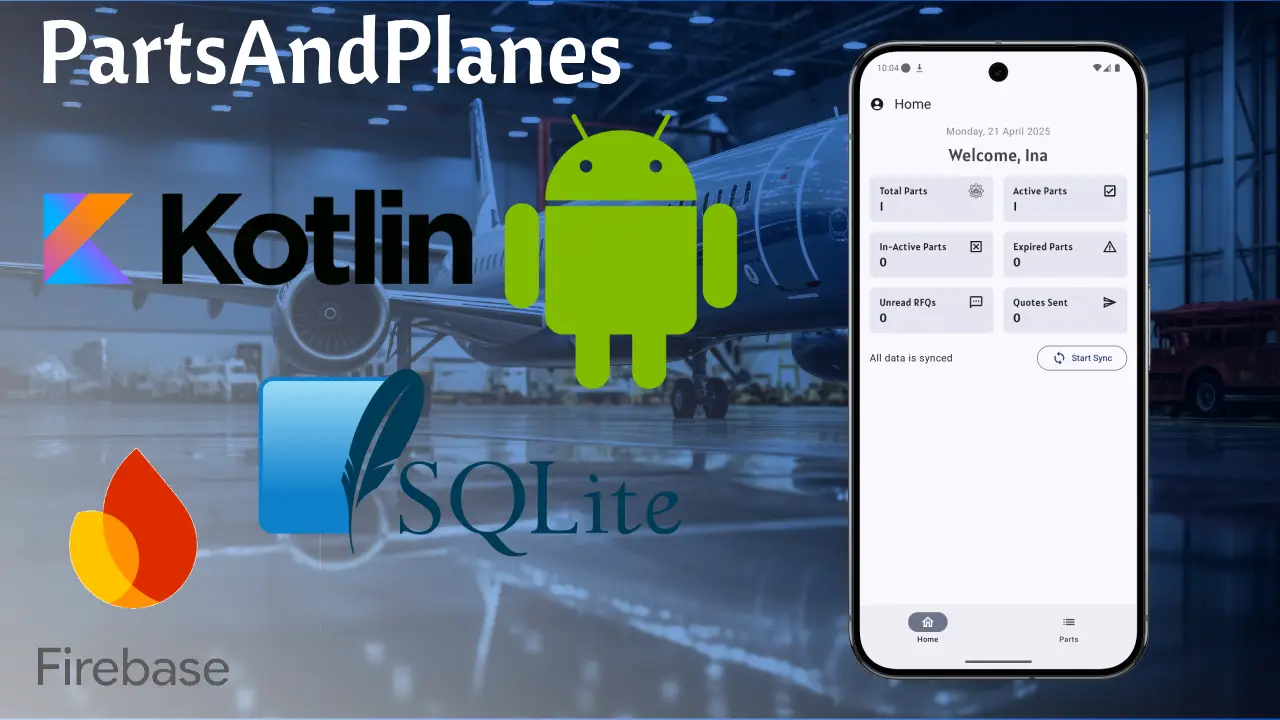 PartsAndPlanes
Kotlin
SQLite
Firebase
10:04
Home
Monday, 21 April 2025
Welcome, Ina
Total Parts
1
Active Parts
1
In-Active Parts
0
Expired Parts
0
Unread RFQs
0
Quotes Sent
0
All data is synced
Start Sync
Home
Parts